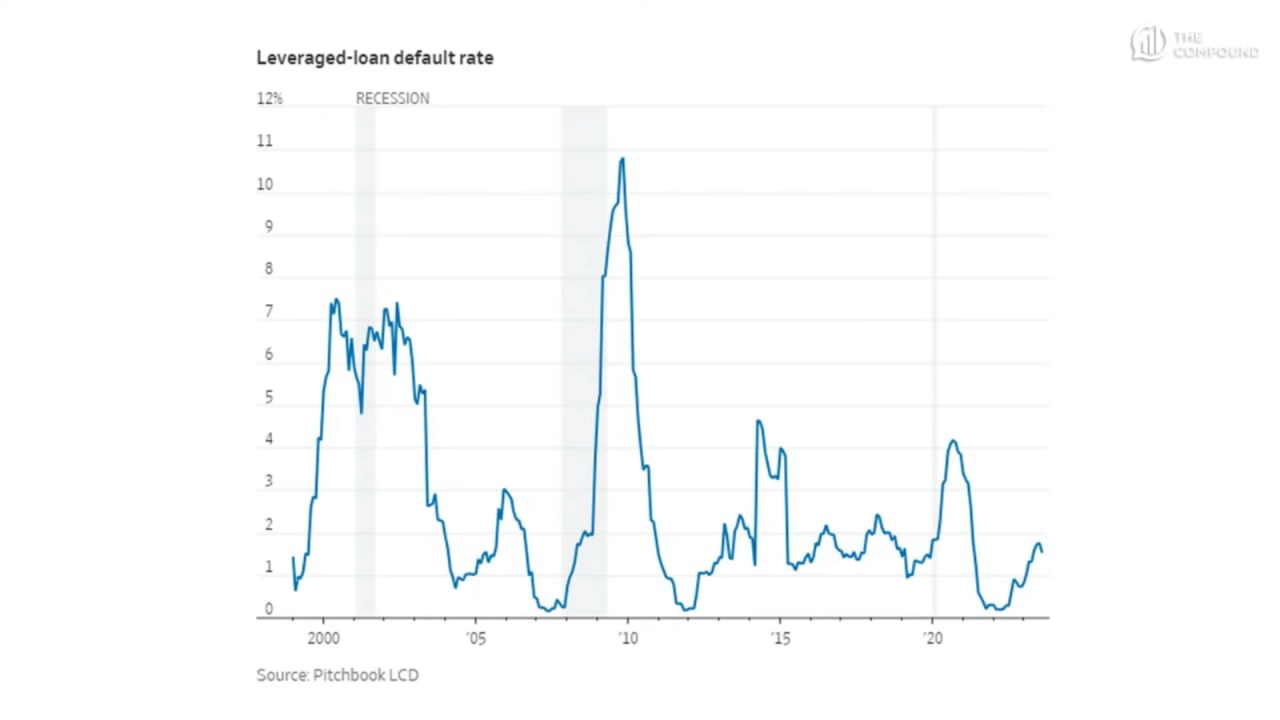 THE
COMPOUND
Leveraged-loan default rate
12% RECESSION
11
10
9
8
7
6
5
4
3
2
1
0
2000 '05 '10 '15 '20
Source: Pitchbook LCD